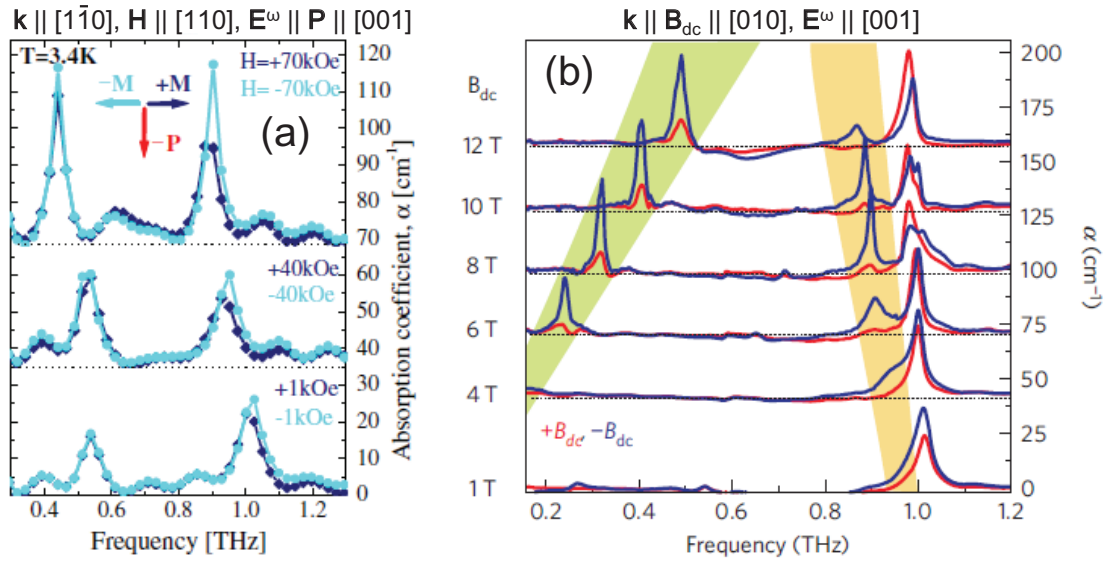 k || [11̄0], H || [110], Eω || P || [001]
T=3.4K
H=+70kOe
H= -70kOe
−M +M
−P
(a)
+40kOe
-40kOe
+1kOe
-1kOe
120
110
100
90
80
70
60
50
40
30
20
10
0
Absorption coefficient, α [cm-1]
0.4 0.6 0.8 1.0 1.2
Frequency [THz]
k || Bdc || [010], Eω || [001]
(b)
Bdc
12 T
10 T
8 T
6 T
4 T
1 T
+Bdc, −Bdc
200
175
150
125
100
75
50
25
0
α (cm−1)
0.2 0.4 0.6 0.8 1.0 1.2
Frequency (THz)